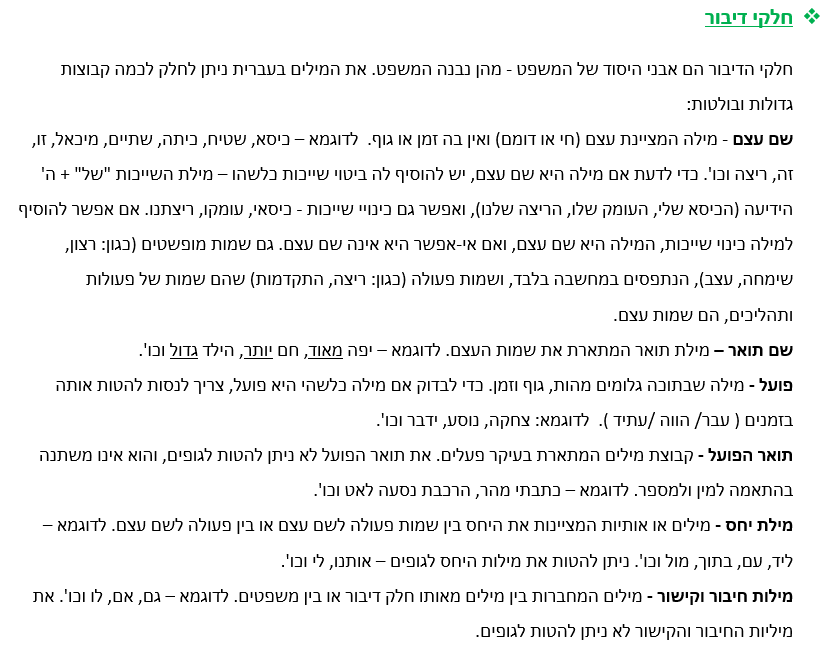 ❖ חלקי דיבור
חלקי הדיבור הם אבני היסוד של המשפט - מהן נבנה המשפט. את המילים בעברית ניתן לחלק לכמה קבוצות
גדולות ובולטות:
שם עצם - מילה המציינת עצם (חי או דומם) ואין בה זמן או גוף. לדוגמא – כיסא, שטיח, כיתה, שתיים, מיכאל, זו,
זה, ריצה וכו'. כדי לדעת אם מילה היא שם עצם, יש להוסיף לה ביטוי שייכות כלשהו – מילת השייכות "של" + ה'
הידיעה (הכיסא שלי, העומק שלו, הריצה שלנו), ואפשר גם כינויי שייכות - כיסאי, עומקו, ריצתנו. אם אפשר להוסיף
למילה כינוי שייכות, המילה היא שם עצם, ואם אי-אפשר היא אינה שם עצם. גם שמות מופשטים (כגון: רצון,
שימחה, עצב), הנתפסים במחשבה בלבד, ושמות פעולה (כגון: ריצה, התקדמות) שהם שמות של פעולות
ותהליכים, הם שמות עצם.
שם תואר – מילת תואר המתארת את שמות העצם. לדוגמא – יפה מאוד, חם יותר, הילד גדול וכו'.
פועל - מילה שבתוכה גלומים מהות, גוף וזמן. כדי לבדוק אם מילה כלשהי היא פועל, צריך לנסות להטות אותה
בזמנים ( עבר/ הווה /עתיד ). לדוגמא: צחקה, נוסע, ידבר וכו'.
תואר הפועל - קבוצת מילים המתארת בעיקר פעלים. את תואר הפועל לא ניתן להטות לגופים, והוא אינו משתנה
בהתאמה למין ולמספר. לדוגמא – כתבתי מהר, הרכבת נסעה לאט וכו'.
מילת יחס - מילים או אותיות המציינות את היחס בין שמות פעולה לשם עצם או בין פעולה לשם עצם. לדוגמא –
ליד, עם, בתוך, מול וכו'. ניתן להטות את מילות היחס לגופים – אותנו, לי וכו'.
מילות חיבור וקישור - מילים המחברות בין מילים מאותו חלק דיבור או בין משפטים. לדוגמא – גם, אם, לו וכו'. את
מיליות החיבור והקישור לא ניתן להטות לגופים.